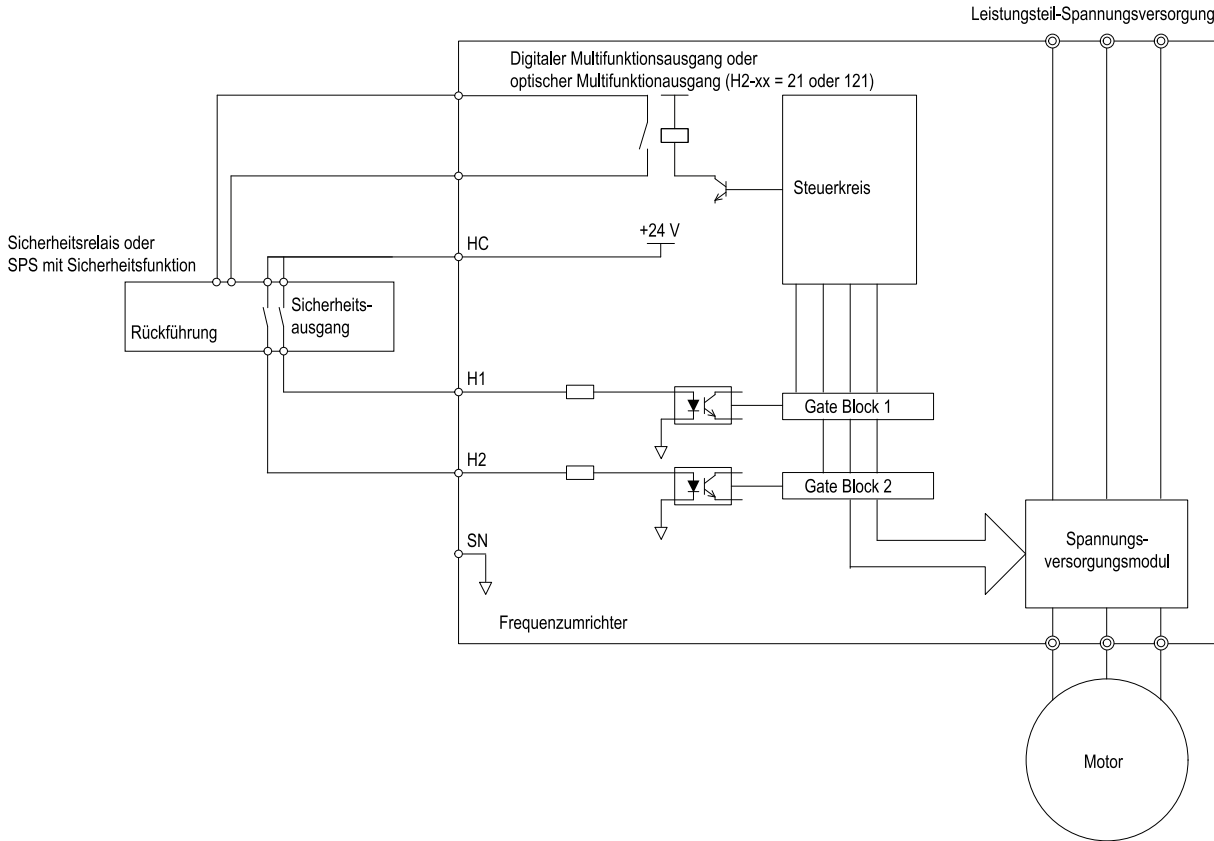 Leistungsteil-Spannungsversorgung
Digitaler Multifunktionsausgang oder
optischer Multifunktionausgang (H2-xx = 21 oder 121)
Steuerkreis
+24 V
HC
Sicherheitsrelais oder
SPS mit Sicherheitsfunktion
Sicherheits-
ausgang
Rückführung
H1
Gate Block 1
H2
Gate Block 2
SN
Spannungs-
versorgungsmodul
Frequenzumrichter
Motor